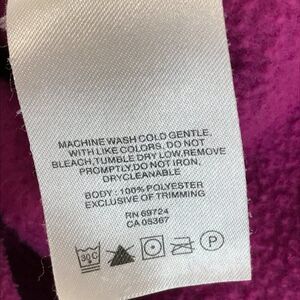 MACHINE WASH COLD GENTLE,
WITH LIKE COLORS, DO NOT
BLEACH,TUMBLE DRY LOW,REMOVE
PROMPTLY,DO NOT IRON,
DRYCLEANABLE
BODY : 100% POLYESTER
EXCLUSIVE OF TRIMMING
RN 69724
CA 05367
30 C P